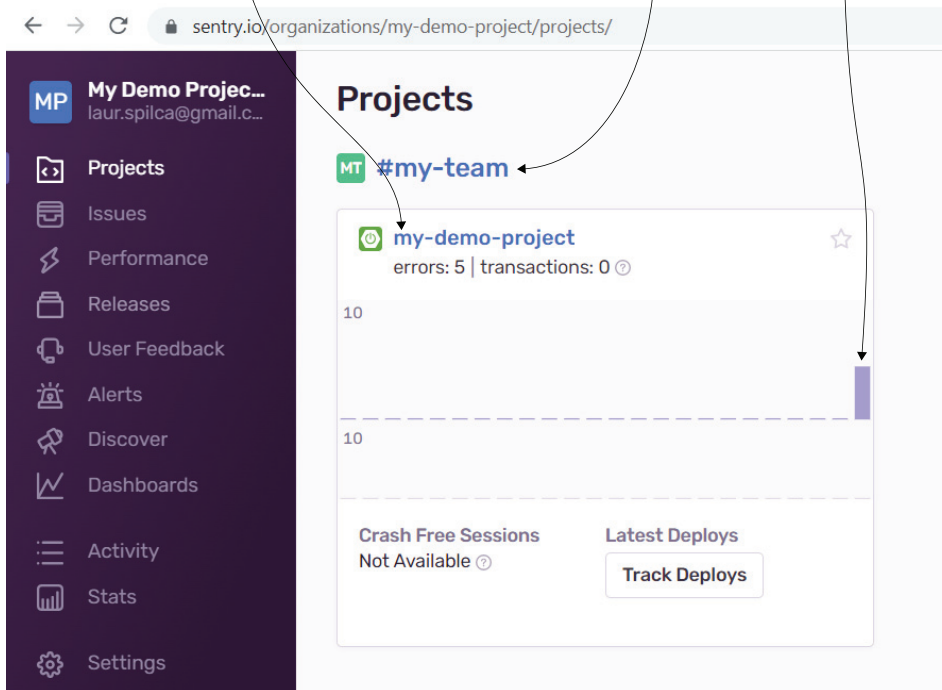 sentry.io/organizations/my-demo-project/projects/
MP
My Demo Projec...
laur.spilca@gmail.c...
Projects
Issues
Performance
Releases
User Feedback
Alerts
Discover
Dashboards
Activity
Stats
Settings
Projects
MT #my-team
my-demo-project
errors: 5 | transactions: 0 ?
10
10
Crash Free Sessions
Not Available ?
Latest Deploys
Track Deploys